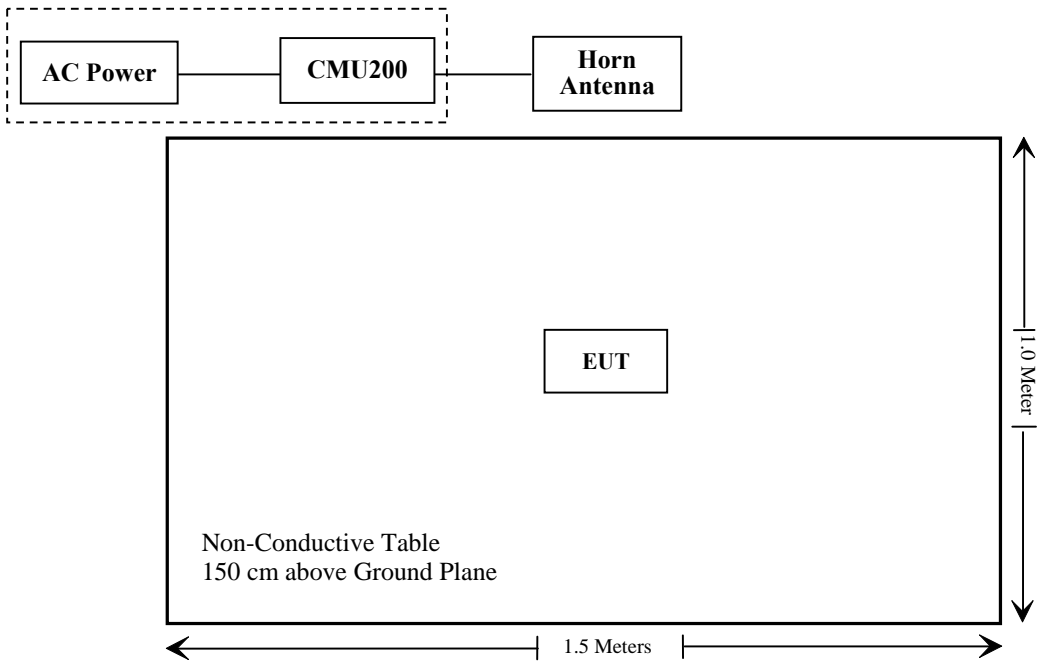 AC Power
CMU200
Horn
Antenna
EUT
1.0 Meter
Non-Conductive Table
150 cm above Ground Plane
1.5 Meters